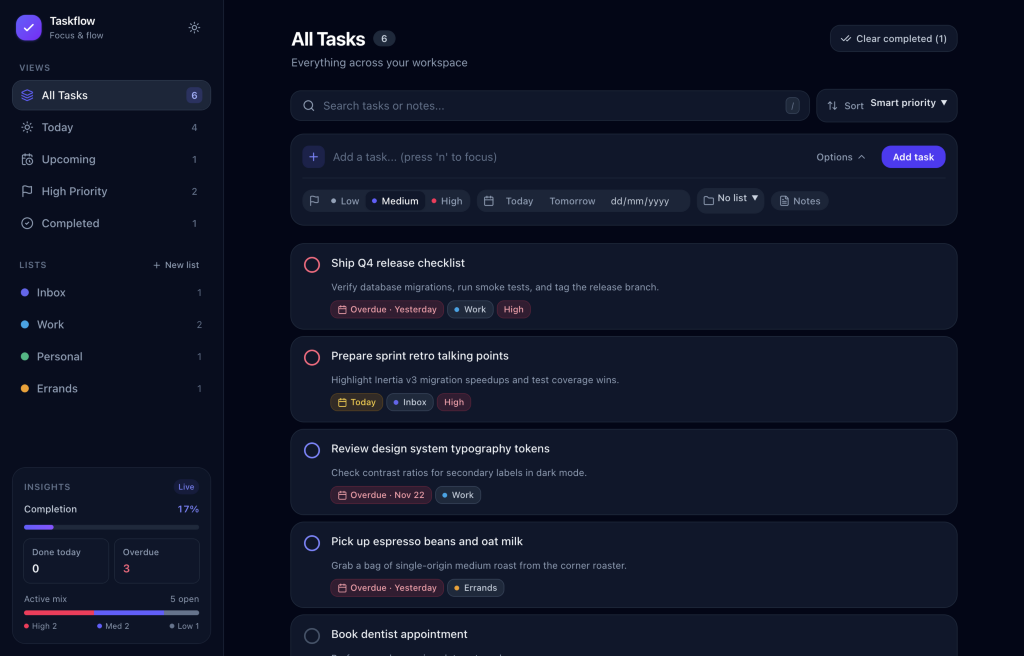 Taskflow
Focus & flow
VIEWS
All Tasks 6
Today 4
Upcoming 1
High Priority 2
Completed
LISTS + New list
Inbox 1
Work 2
Personal 1
Errands 1
INSIGHTS Live
Completion 17%
Done today Overdue
0 3
Active mix 5 open
High 2 Med 2 Low 1
All Tasks 6
Clear completed (1)
Everything across your workspace
Search tasks or notes... /
Sort Smart priority ▼
+ Add a task... (press 'n' to focus) Options Add task
Low Medium High Today Tomorrow dd/mm/yyyy No list ▼ Notes
Ship Q4 release checklist
Verify database migrations, run smoke tests, and tag the release branch.
Overdue · Yesterday Work High
Prepare sprint retro talking points
Highlight Inertia v3 migration speedups and test coverage wins.
Today Inbox High
Review design system typography tokens
Check contrast ratios for secondary labels in dark mode.
Overdue · Nov 22 Work
Pick up espresso beans and oat milk
Grab a bag of single-origin medium roast from the corner roaster.
Overdue · Yesterday Errands
Book dentist appointment